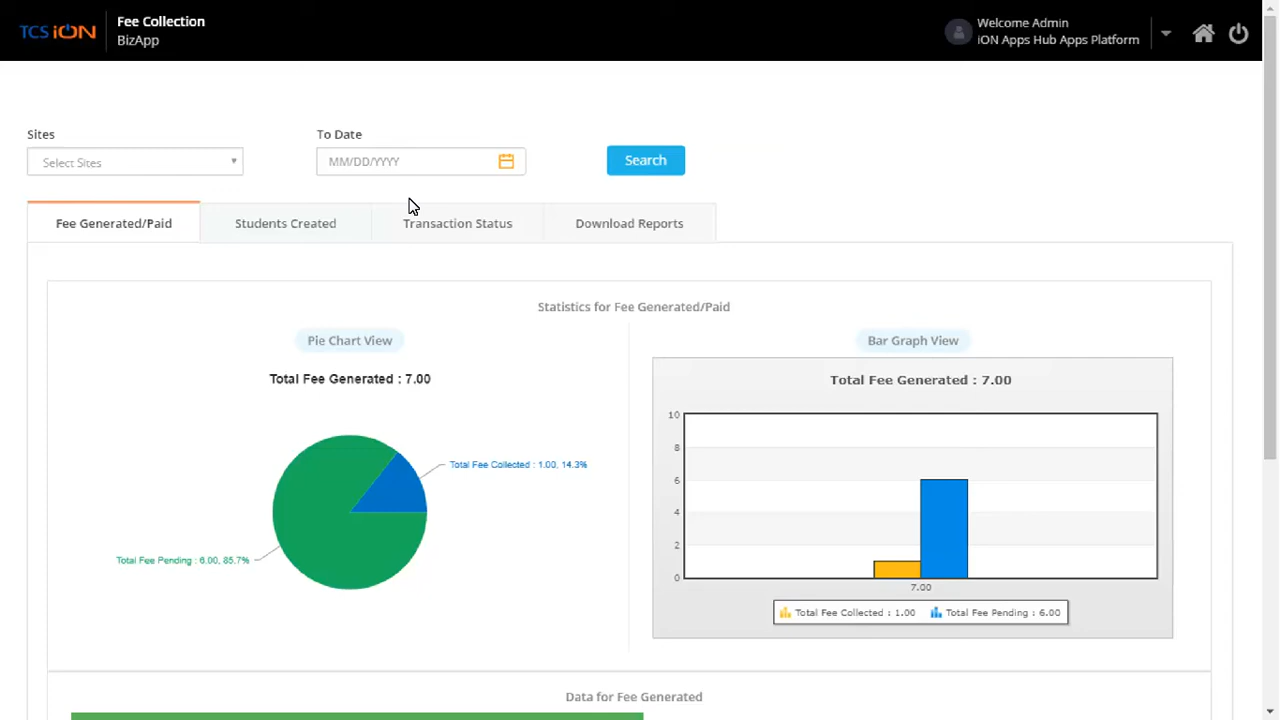 TCS iON
Fee Collection
BizApp
Welcome Admin
iON Apps Hub Apps Platform
Sites
To Date
Select Sites
MM/DD/YYYY
Search
Fee Generated/Paid
Students Created
Transaction Status
Download Reports
Statistics for Fee Generated/Paid
Pie Chart View
Total Fee Generated : 7.00
Total Fee Collected : 1.00, 14.3%
Total Fee Pending : 6.00, 85.7%
Bar Graph View
Total Fee Generated : 7.00
10
8
6
4
2
0
7.00
Total Fee Collected : 1.00
Total Fee Pending : 6.00
Data for Fee Generated